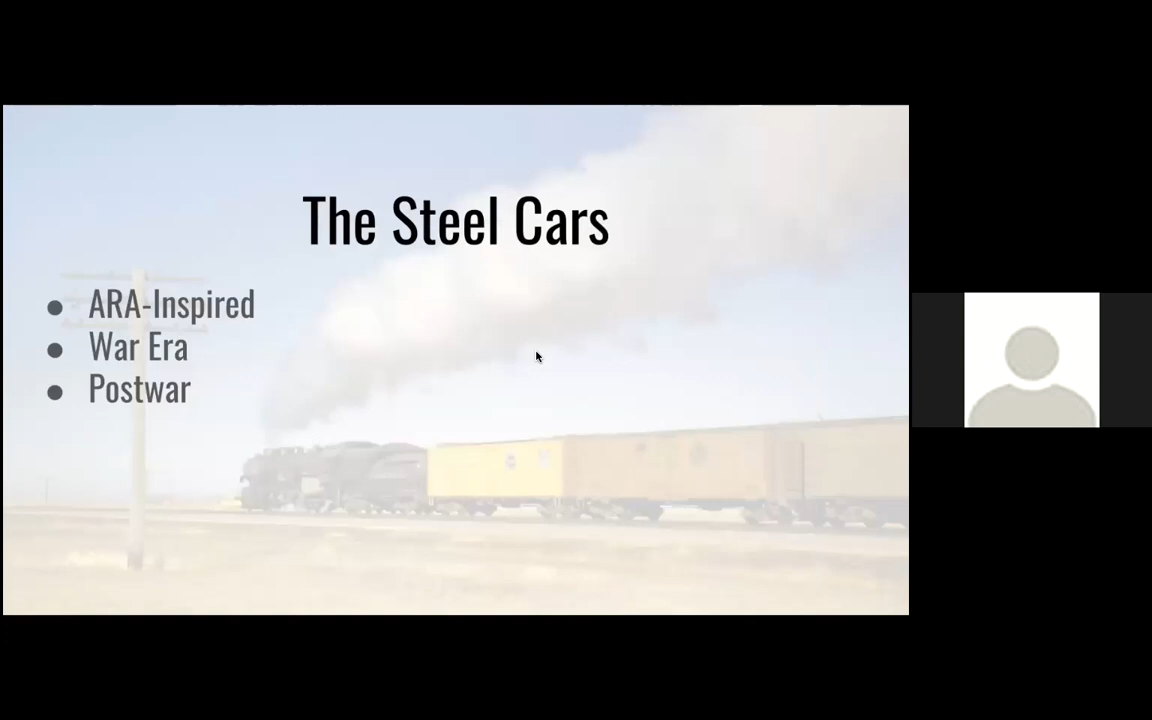 The Steel Cars
● ARA-Inspired
● War Era
● Postwar